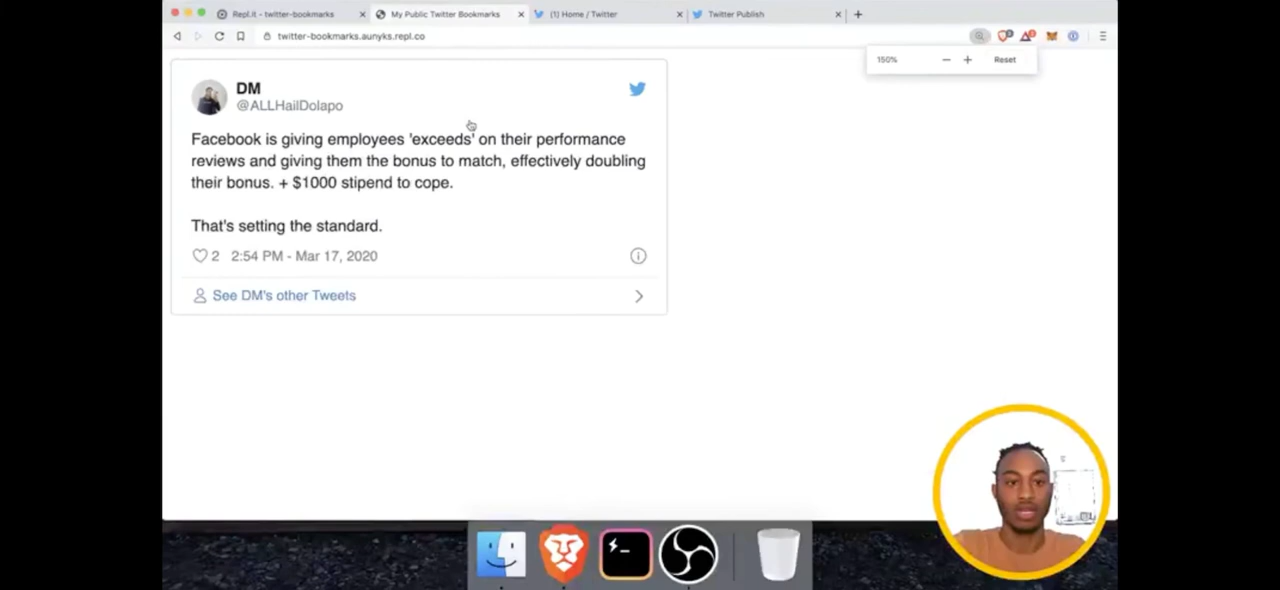 Repl.it - twitter-bookmarks
My Public Twitter Bookmarks
(1) Home / Twitter
Twitter Publish
twitter-bookmarks.aunyks.repl.co
150%
Reset
DM
@ALLHailDolapo
Facebook is giving employees 'exceeds' on their performance
reviews and giving them the bonus to match, effectively doubling
their bonus. + $1000 stipend to cope.
That's setting the standard.
2 2:54 PM - Mar 17, 2020
See DM's other Tweets